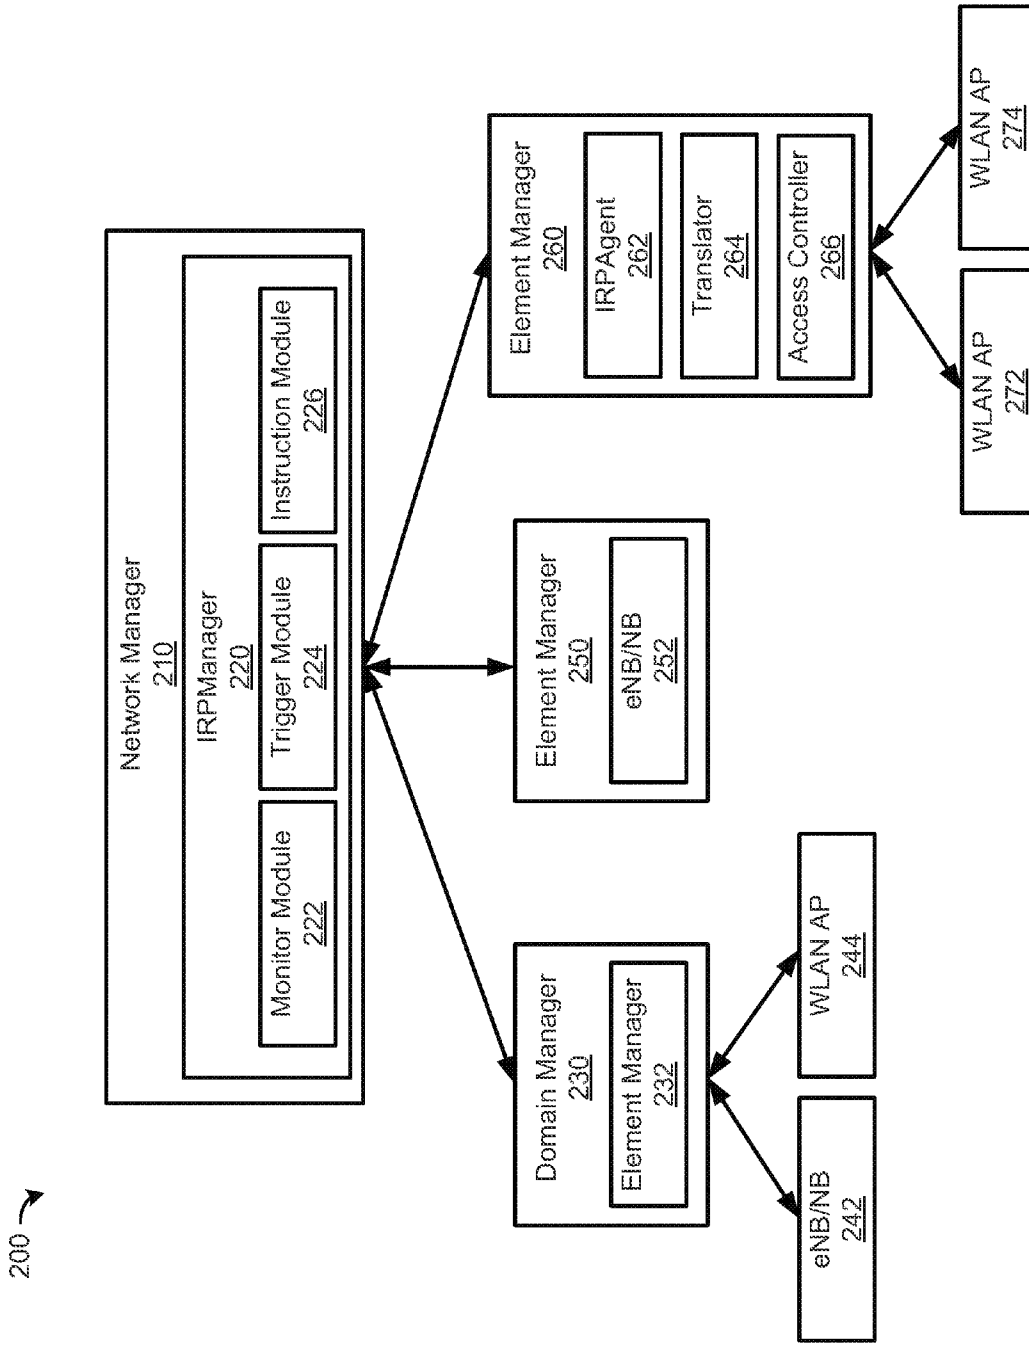 200
Network Manager
210
IRPManager
220
Monitor Module
222
Trigger Module
224
Instruction Module
226
Domain Manager
230
Element Manager
232
eNB/NB
242
WLAN AP
244
Element Manager
250
eNB/NB
252
Element Manager
260
IRPAgent
262
Translator
264
Access Controller
266
WLAN AP
272
WLAN AP
274